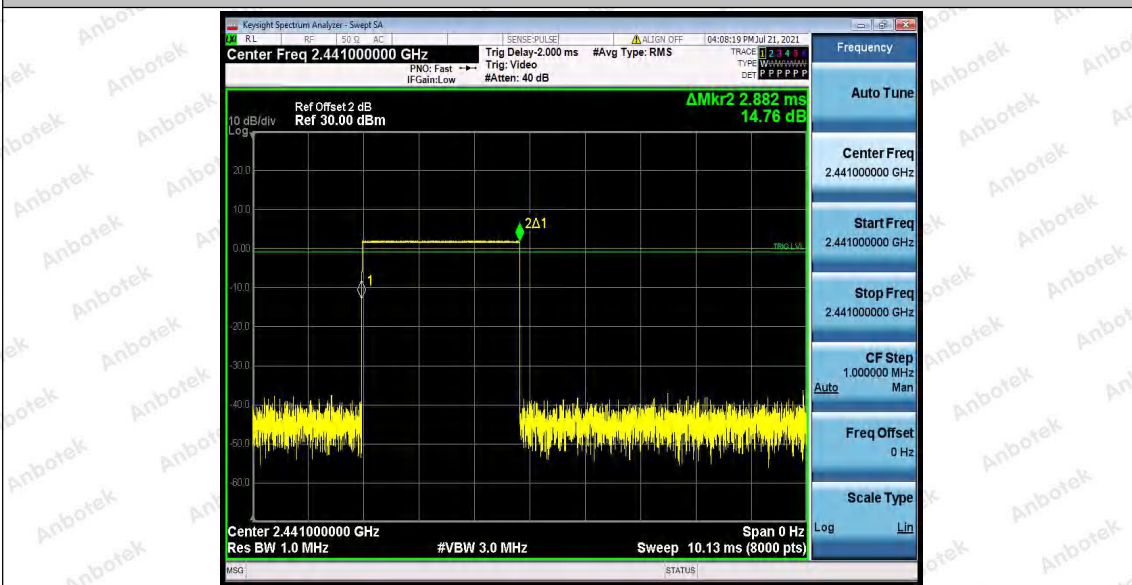 Keysight Spectrum Analyzer - Swept SA
RL RF 50 Ω AC SENSE:PULSE ALIGN OFF 04:08:19 PM Jul 21, 2021
Center Freq 2.441000000 GHz
PNO: Fast
IFGain:Low
Trig Delay-2.000 ms
Trig: Video
#Atten: 40 dB
#Avg Type: RMS
TRACE 1 2 3 4 5 6
TYPE WWWWWW
DET P P P P P P
ΔMkr2 2.882 ms
14.76 dB
Ref Offset 2 dB
10 dB/div Ref 30.00 dBm
Log
20.0
10.0
0.00
-10.0
-20.0
-30.0
-40.0
-50.0
-60.0
2Δ1
1
TRIG LVL
Center 2.441000000 GHz Span 0 Hz
Res BW 1.0 MHz #VBW 3.0 MHz Sweep 10.13 ms (8000 pts)
MSG STATUS
Frequency
Auto Tune
Center Freq
2.441000000 GHz
Start Freq
2.441000000 GHz
Stop Freq
2.441000000 GHz
CF Step
1.000000 MHz
Auto Man
Freq Offset
0 Hz
Scale Type
Log Lin
Anbotek